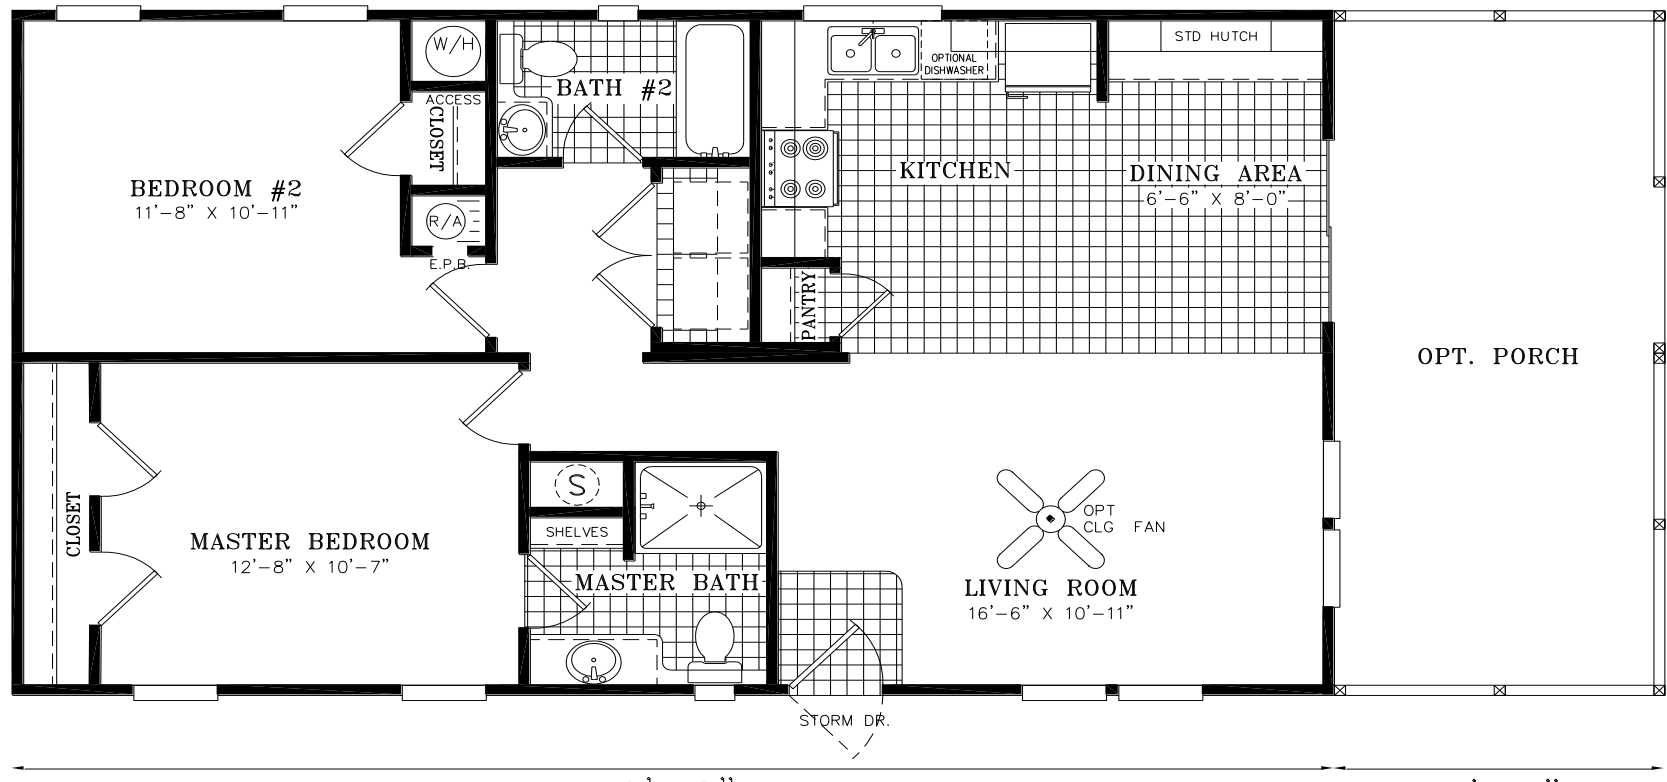 W/H
STD HUTCH
OPTIONAL
DISHWASHER
BATH #2
ACCESS
CLOSET
KITCHEN
DINING AREA
6'-6" X 8'-0"
BEDROOM #2
11'-8" X 10'-11"
R/A
E.P.B.
PANTRY
OPT. PORCH
S
SHELVES
CLOSET
MASTER BEDROOM
12'-8" X 10'-7"
MASTER BATH
OPT
CLG FAN
LIVING ROOM
16'-6" X 10'-11"
STORM DR.